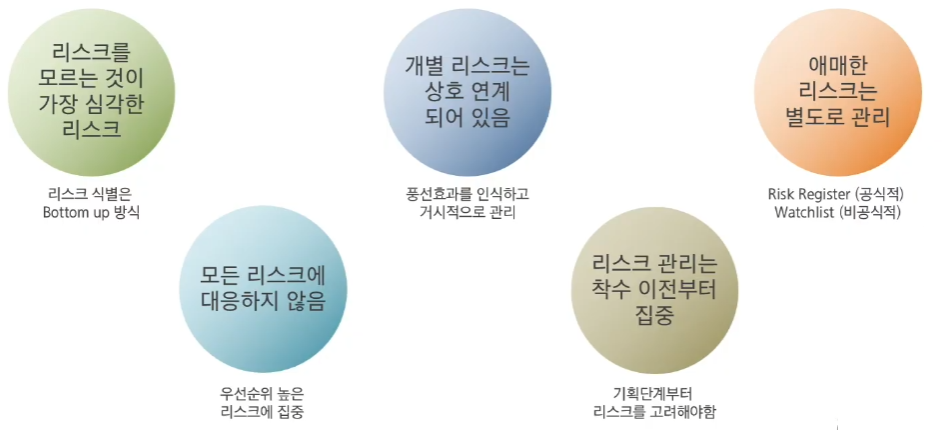 리스크를
모르는 것이
가장 심각한
리스크
리스크 식별은
Bottom up 방식
모든 리스크에
대응하지 않음
우선순위 높은
리스크에 집중
개별 리스크는
상호 연계
되어 있음
풍선효과를 인식하고
거시적으로 관리
리스크 관리는
착수 이전부터
집중
기획단계부터
리스크를 고려해야함
애매한
리스크는
별도로 관리
Risk Register (공식적)
Watchlist (비공식적)